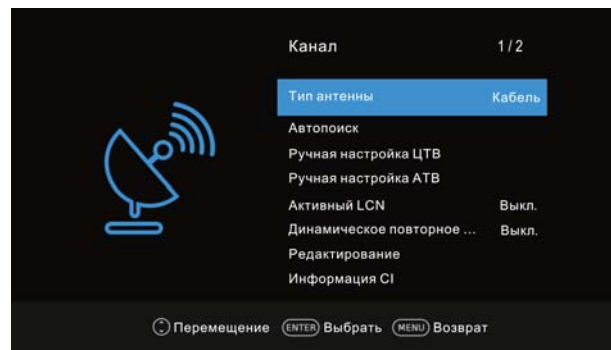 Канал 1/2
Тип антенны Кабель
Автопоиск
Ручная настройка ЦТВ
Ручная настройка АТВ
Активный LCN Выкл.
Динамическое повторное ... Выкл.
Редактирование
Информация CI
Перемещение ENTER Выбрать MENU Возврат